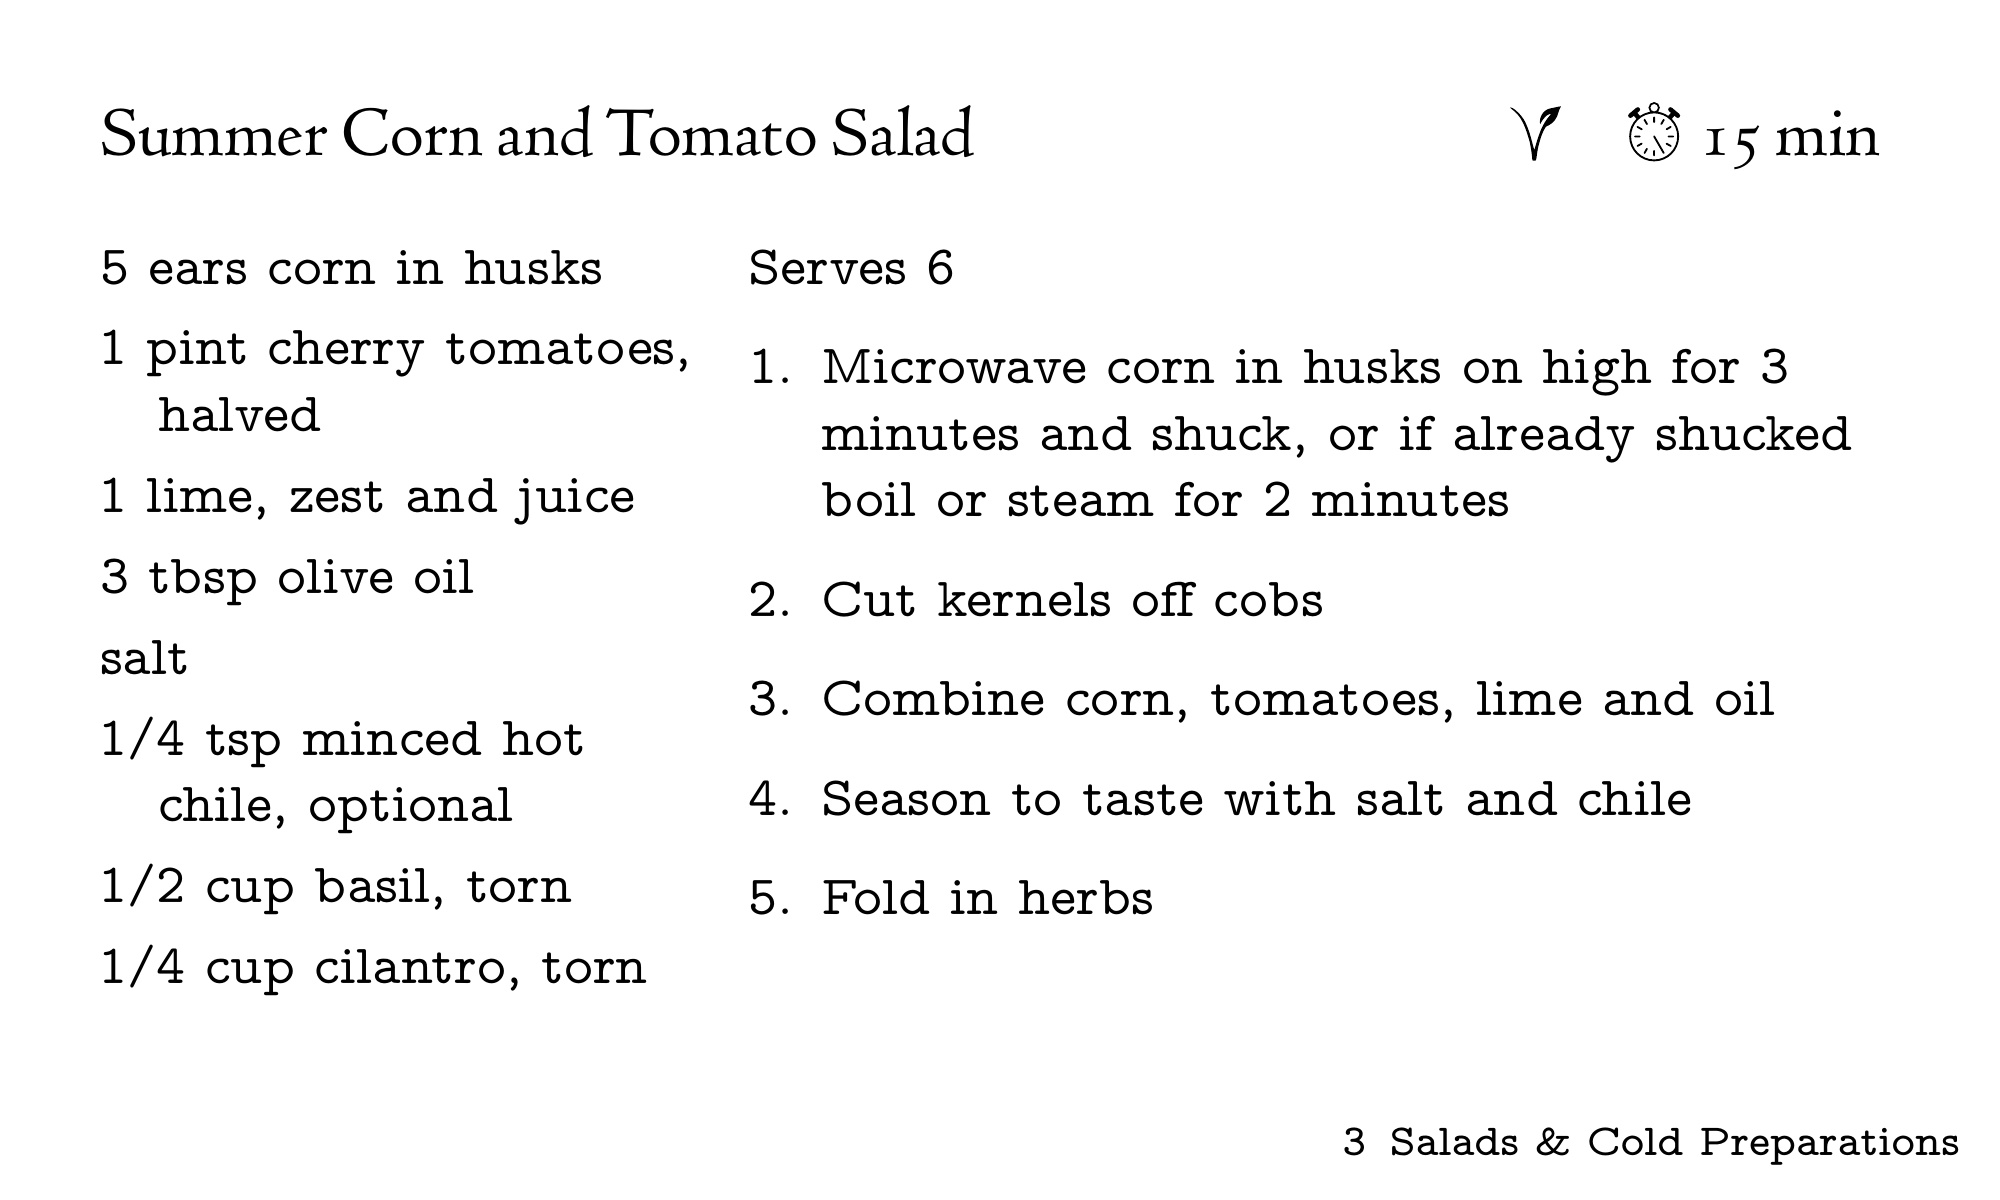 Summer Corn and Tomato Salad
15 min
5 ears corn in husks
1 pint cherry tomatoes,
halved
1 lime, zest and juice
3 tbsp olive oil
salt
1/4 tsp minced hot
chile, optional
1/2 cup basil, torn
1/4 cup cilantro, torn
Serves 6
1. Microwave corn in husks on high for 3
minutes and shuck, or if already shucked
boil or steam for 2 minutes
2. Cut kernels off cobs
3. Combine corn, tomatoes, lime and oil
4. Season to taste with salt and chile
5. Fold in herbs
3 Salads & Cold Preparations